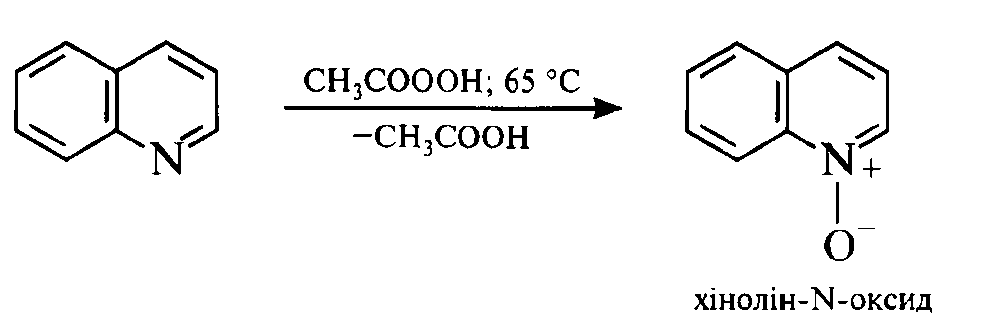 CH₃COOOH; 65 °C
−CH₃COOH
N
N+
O⁻
хінолін-N-оксид